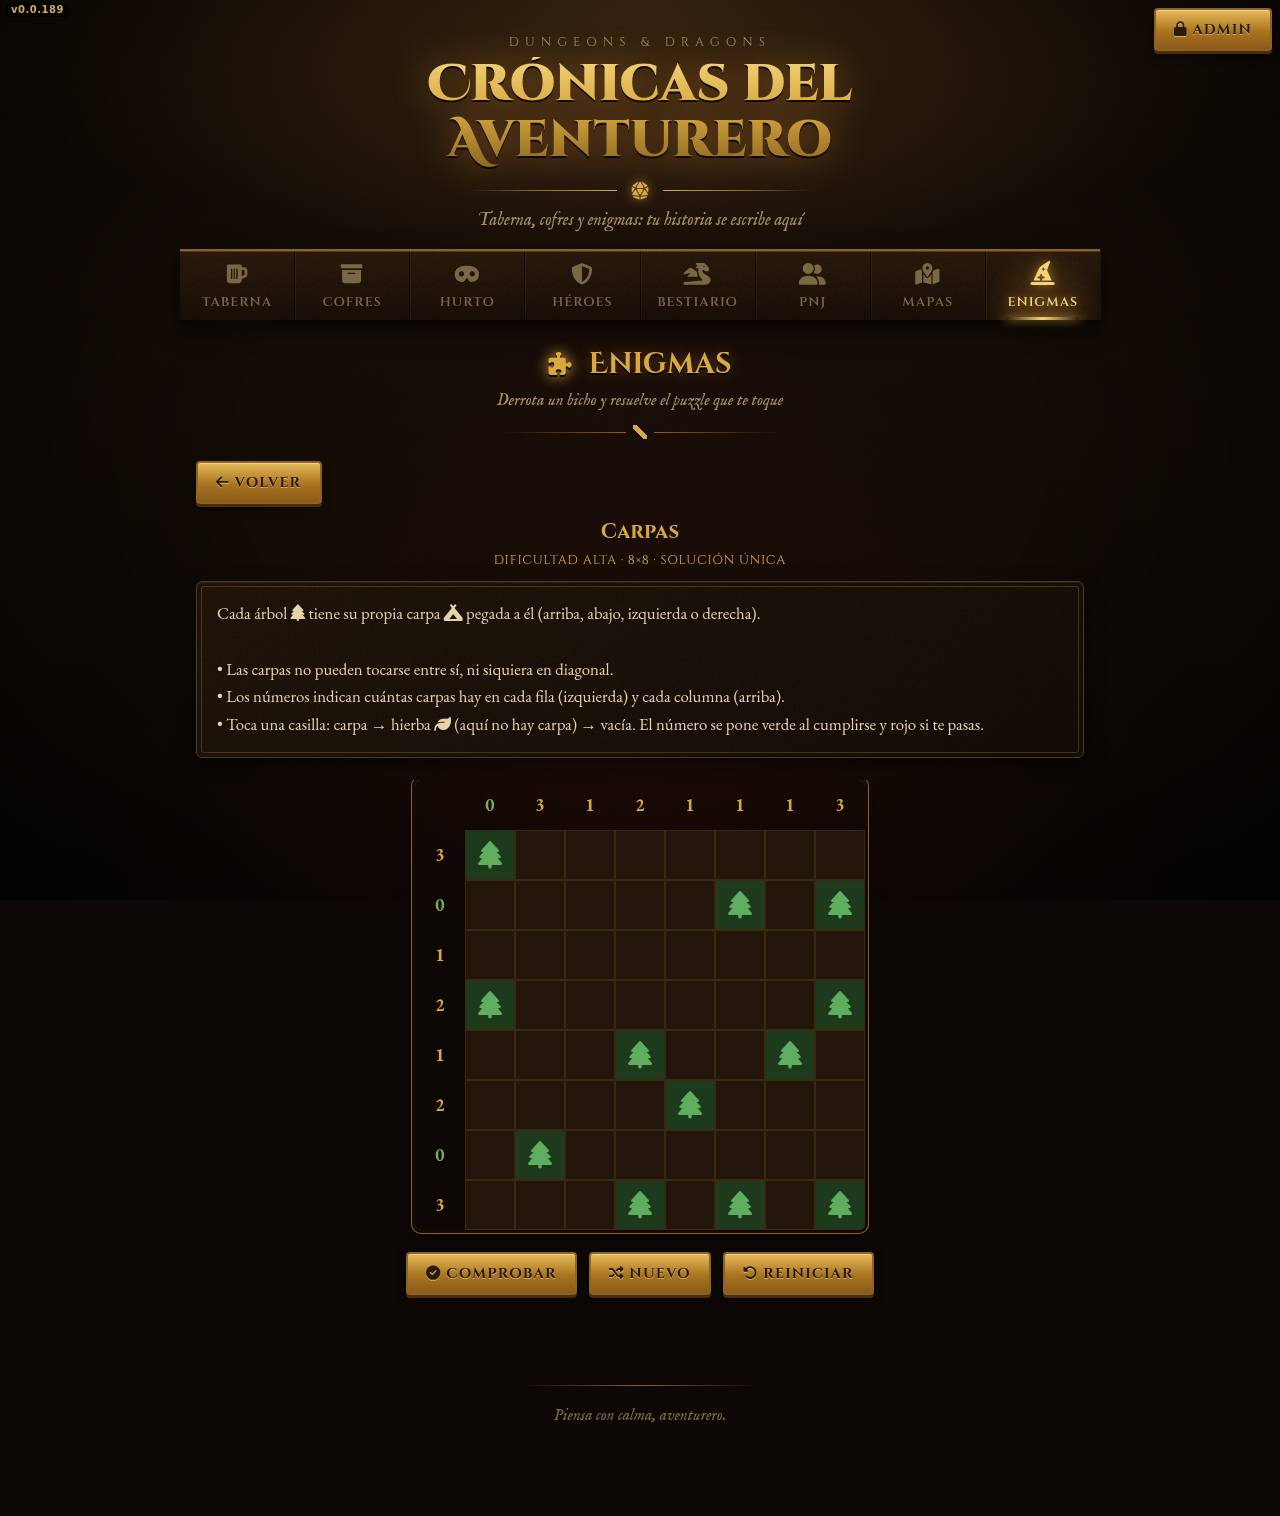 v0.0.189
ADMIN
DUNGEONS & DRAGONS
CRÓNICAS DEL
AVENTURERO
Taberna, cofres y enigmas: tu historia se escribe aquí
TABERNA
COFRES
HURTO
HÉROES
BESTIARIO
PNJ
MAPAS
ENIGMAS
ENIGMAS
Derrota un bicho y resuelve el puzzle que te toque
VOLVER
CARPAS
DIFICULTAD ALTA · 8×8 · SOLUCIÓN ÚNICA
Cada árbol tiene su propia carpa pegada a él (arriba, abajo, izquierda o derecha).
• Las carpas no pueden tocarse entre sí, ni siquiera en diagonal.
• Los números indican cuántas carpas hay en cada fila (izquierda) y cada columna (arriba).
• Toca una casilla: carpa → hierba (aquí no hay carpa) → vacía. El número se pone verde al cumplirse y rojo si te pasas.
0 3 1 2 1 1 1 3
3
0
1
2
1
2
0
3
COMPROBAR
NUEVO
REINICIAR
Piensa con calma, aventurero.